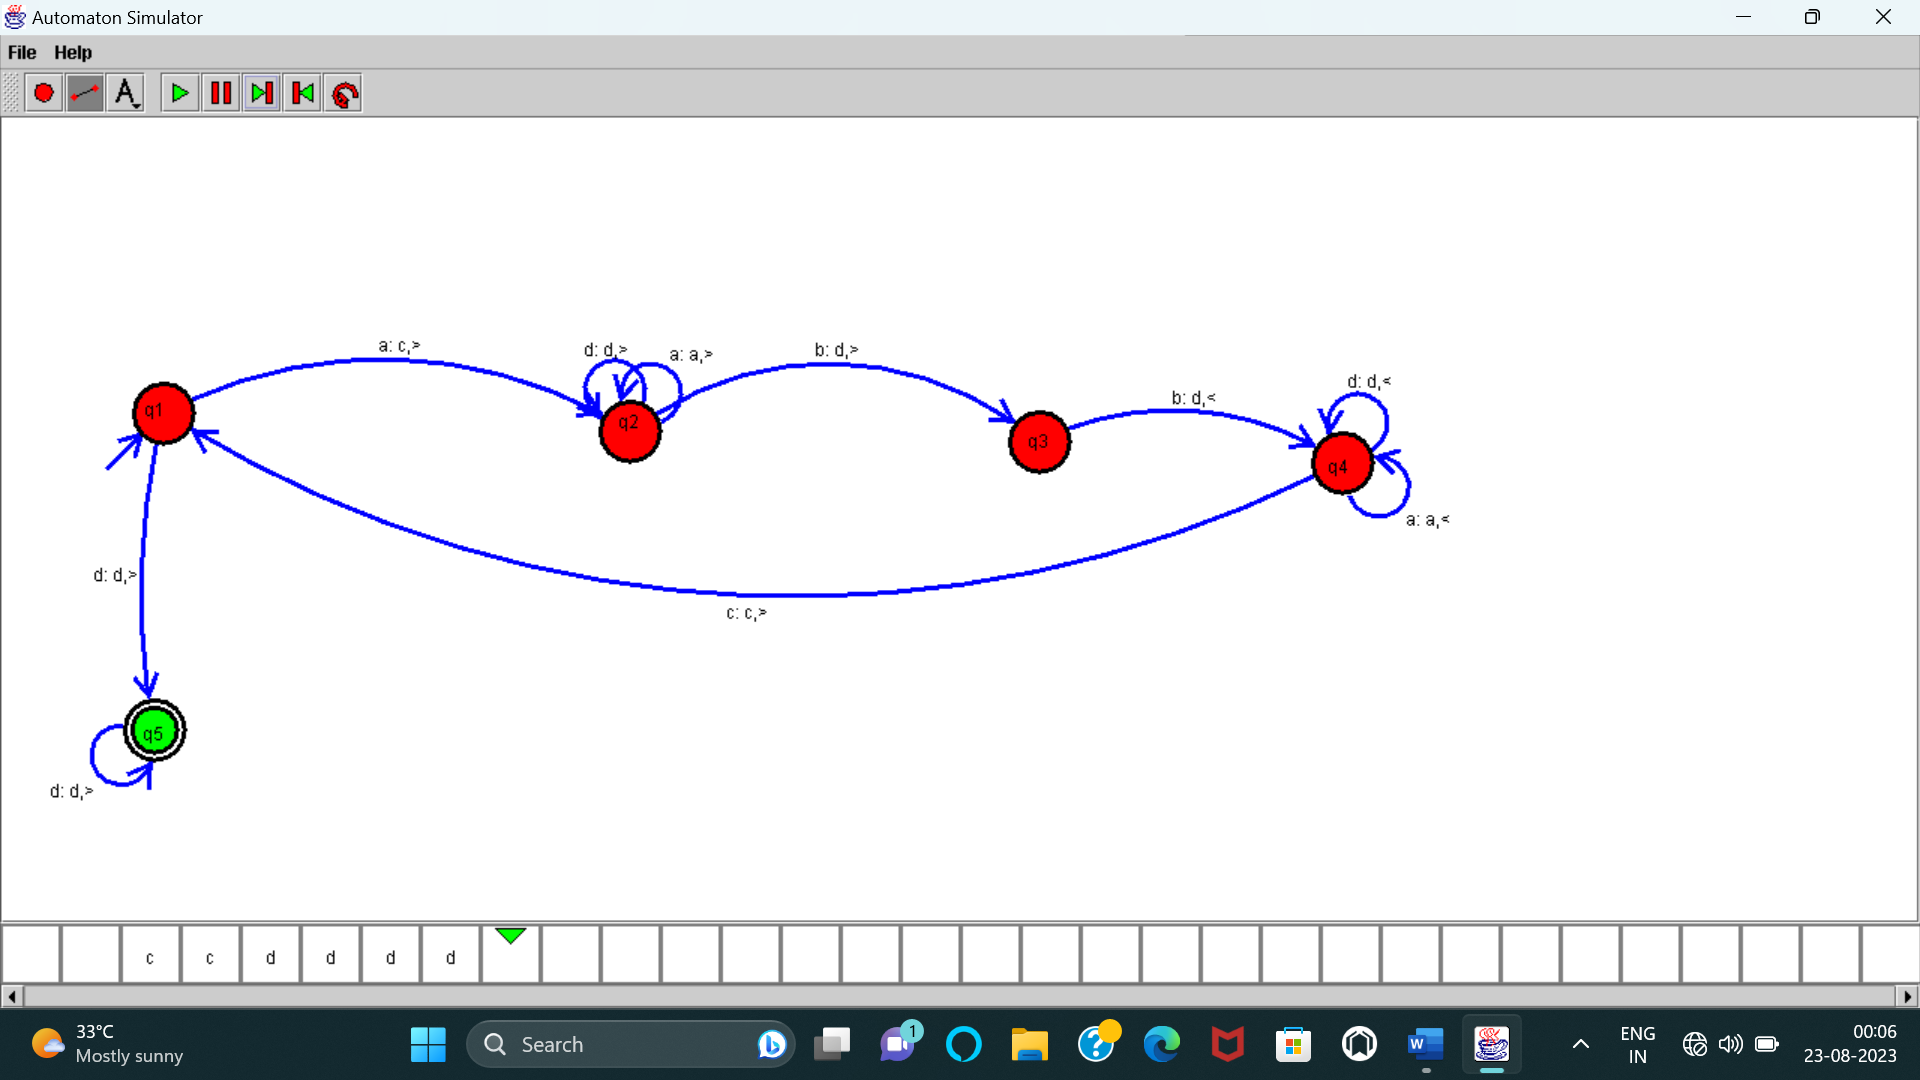 Automaton Simulator
File Help
A
a: c,>
d: d,>
a: a,>
b: d,>
b: d,<
d: d,<
q1
q2
q3
q4
a: a,<
d: d,>
c: c,>
q5
d: d,>
c c d d d d
33°C
Mostly sunny
Search
1
W
ENG
IN
00:06
23-08-2023